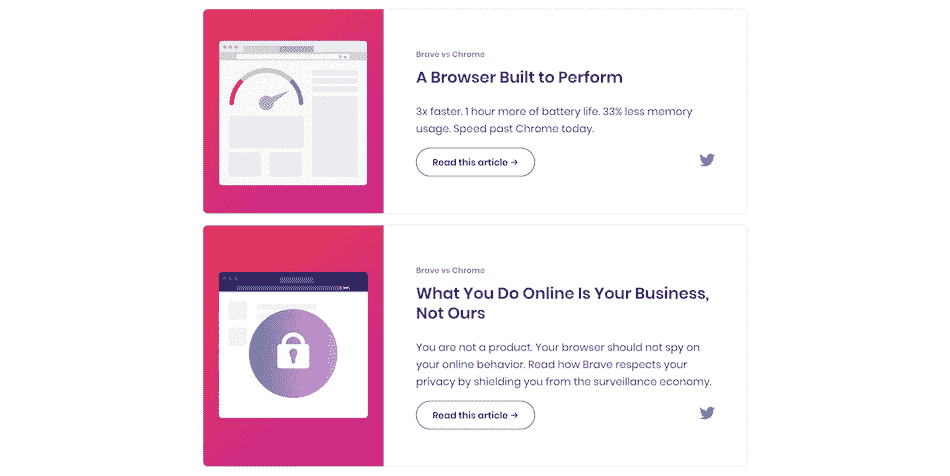 Brave vs Chrome
A Browser Built to Perform
3x faster. 1 hour more of battery life. 33% less memory
usage. Speed past Chrome today.
Read this article →
Brave vs Chrome
What You Do Online Is Your Business,
Not Ours
You are not a product. Your browser should not spy on
your online behavior. Read how Brave respects your
privacy by shielding you from the surveillance economy.
Read this article →